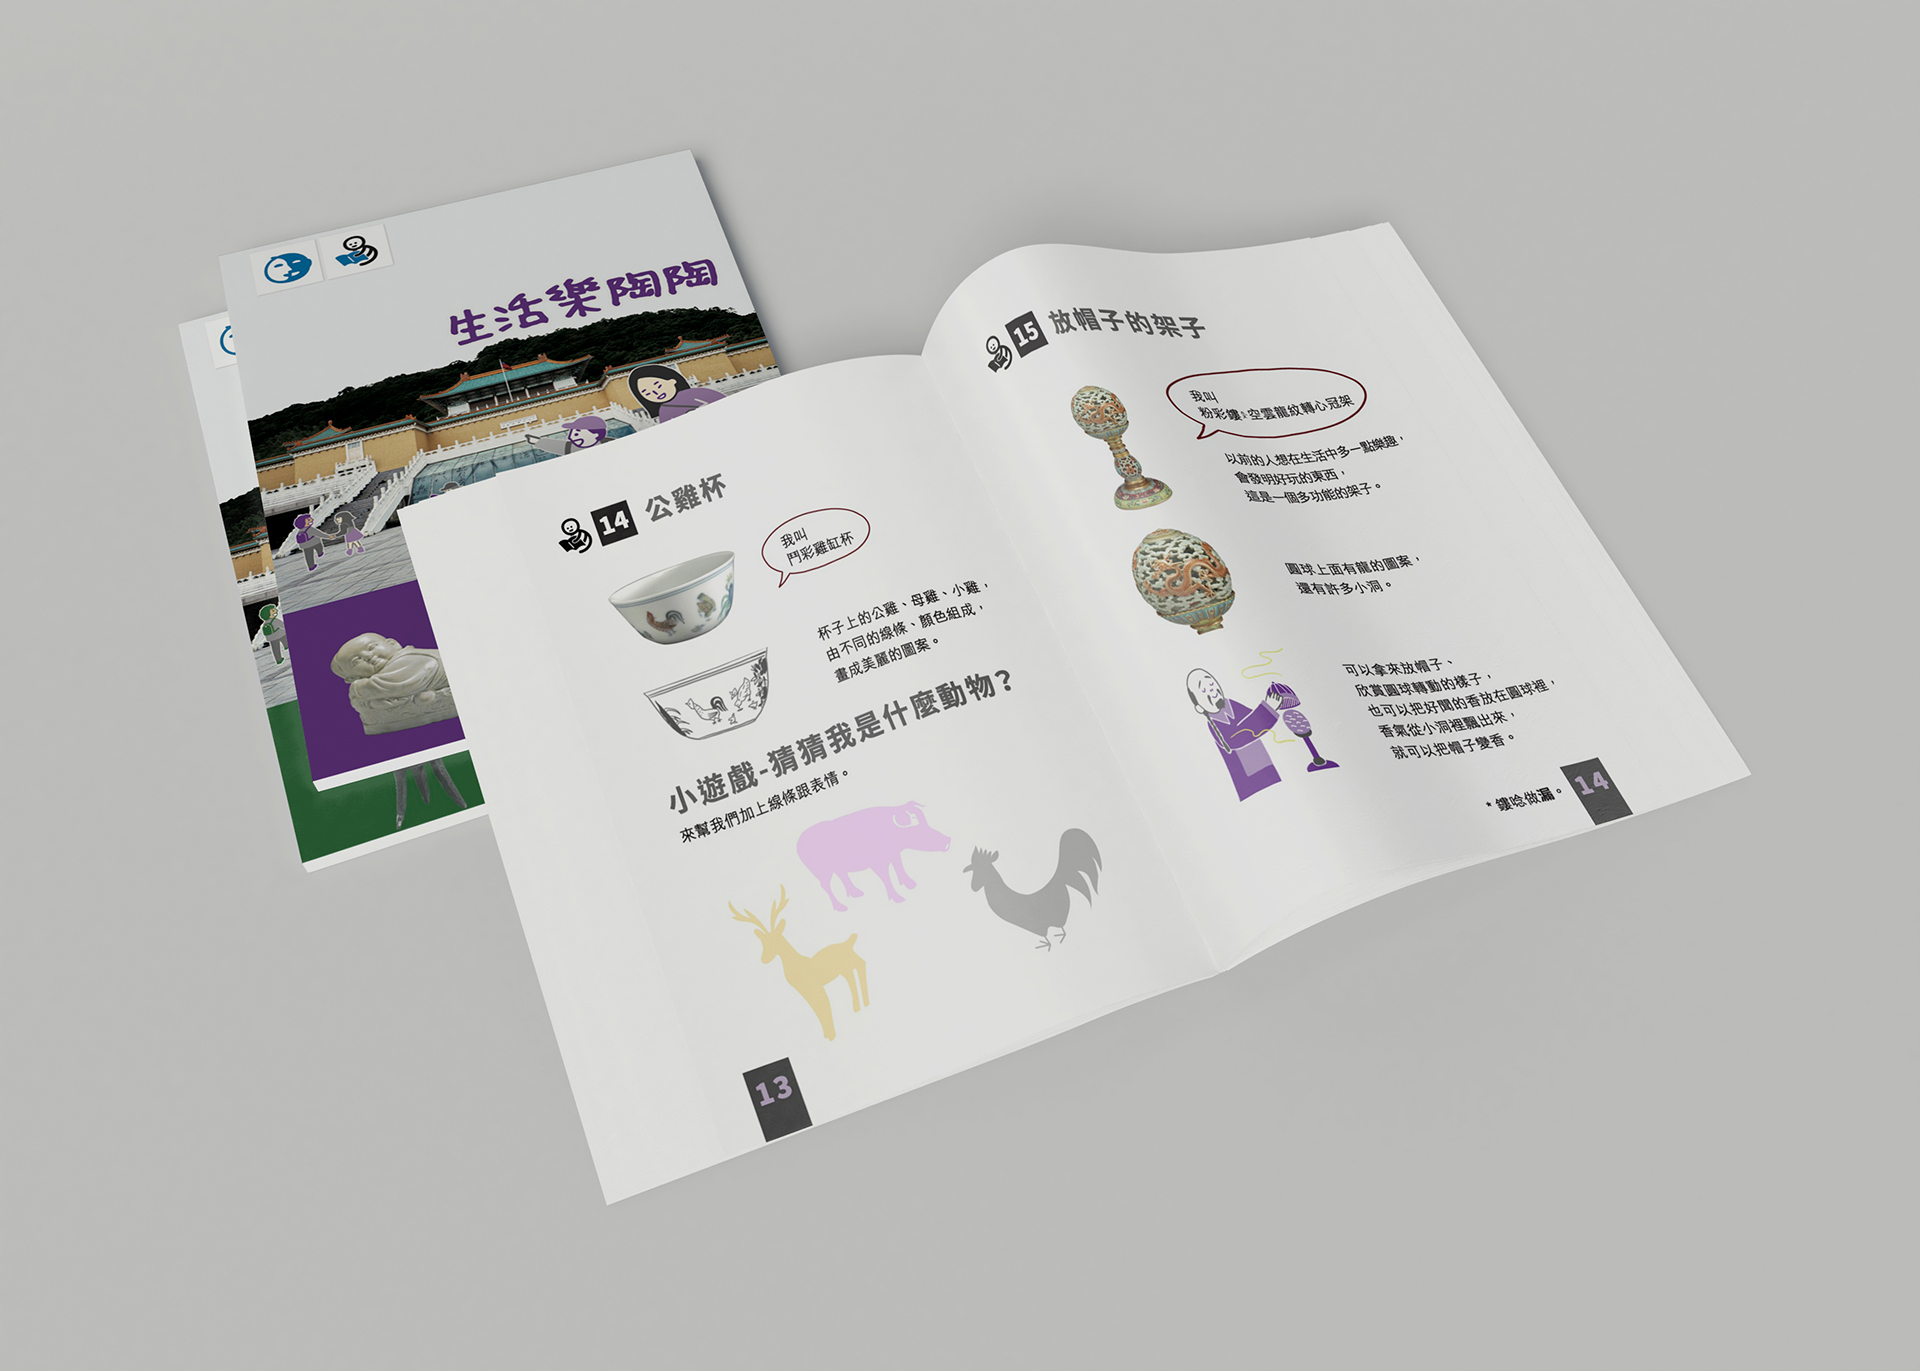 生活樂陶陶
14 公雞杯
我叫
鬥彩雞缸杯
杯子上的公雞、母雞、小雞，
由不同的線條、顏色組成，
畫成美麗的圖案。
小遊戲-猜猜我是什麼動物？
來幫我們加上線條跟表情。
13
15 放帽子的架子
我叫
粉彩鏤*空雲龍紋轉心冠架
以前的人想在生活中多一點樂趣，
會發明好玩的東西，
這是一個多功能的架子。
圓球上面有龍的圖案，
還有許多小洞。
可以拿來放帽子、
欣賞圓球轉動的樣子，
也可以把好聞的香放在圓球裡，
香氣從小洞裡飄出來，
就可以把帽子變香。
* 鏤唸做漏。
14